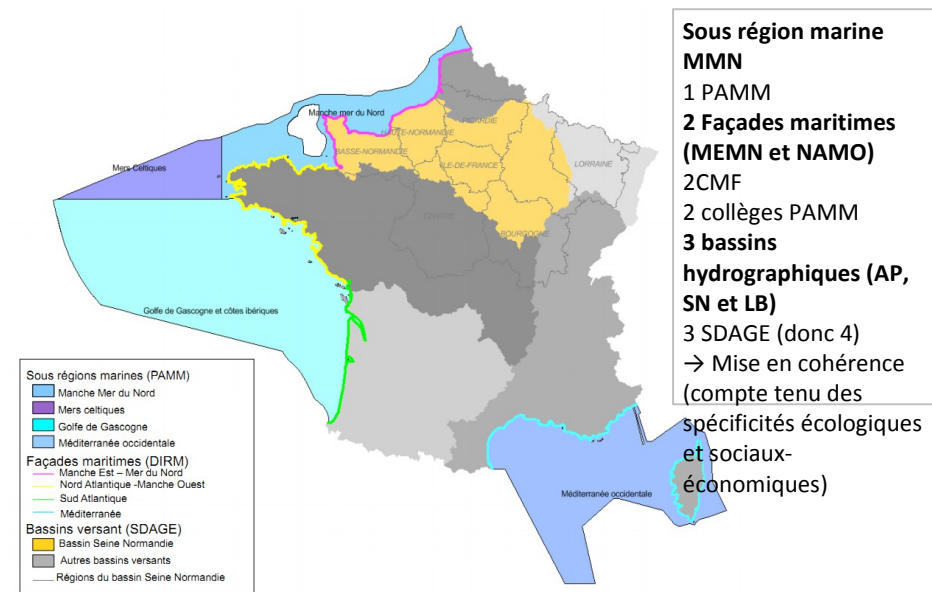 Sous région marine
MMN
1 PAMM
2 Façades maritimes
(MEMN et NAMO)
2CMF
2 collèges PAMM
3 bassins
hydrographiques (AP,
SN et LB)
3 SDAGE (donc 4)
→ Mise en cohérence
(compte tenu des
spécificités écologiques
et sociaux-
économiques)
Manche mer du Nord
PICARDIE
HAUTE-NORMANDIE
BASSE-NORMANDIE
ILE-DE-FRANCE
LORRAINE
Mers Celtiques
CENTRE
BOURGOGNE
Golfe de Gascogne et côtes ibériques
Méditerranée occidentale
Sous régions marines (PAMM)
Manche Mer du Nord
Mers celtiques
Golfe de Gascogne
Méditerranée occidentale
Façades maritimes (DIRM)
Manche Est – Mer du Nord
Nord Atlantique -Manche Ouest
Sud Atlantique
Méditerranée
Bassins versant (SDAGE)
Bassin Seine Normandie
Autres bassins versants
Régions du bassin Seine Normandie